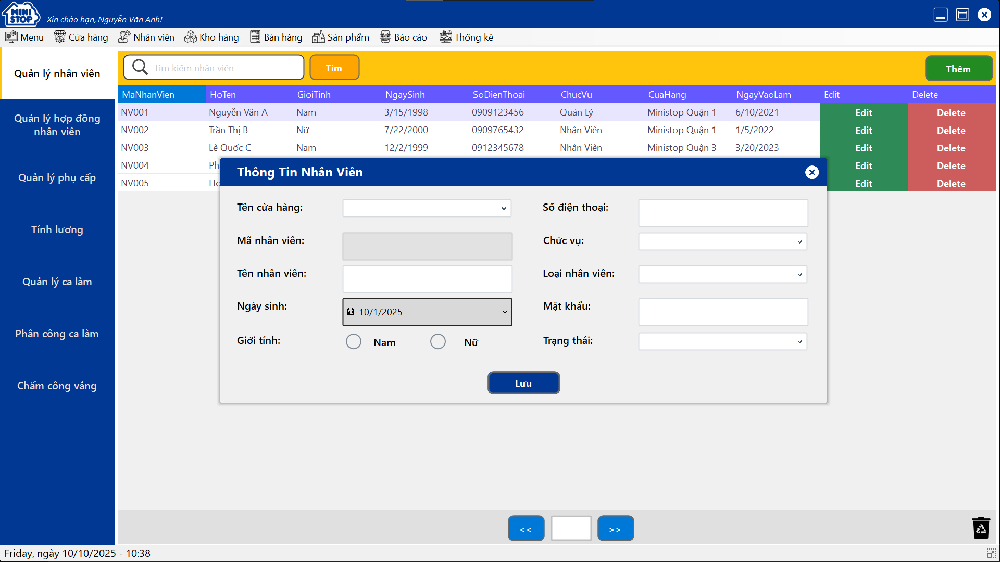 MINI
STOP
Xin chào bạn, Nguyễn Văn Anh!
Menu Cửa hàng Nhân viên Kho hàng Bán hàng Sản phẩm Báo cáo Thống kê
Quản lý nhân viên
Quản lý hợp đồng
nhân viên
Quản lý phụ cấp
Tính lương
Quản lý ca làm
Phân công ca làm
Chấm công vắng
Tìm kiếm nhân viên Tìm Thêm
MaNhanVien HoTen GioiTinh NgaySinh SoDienThoai ChucVu CuaHang NgayVaoLam Edit Delete
NV001 Nguyễn Văn A Nam 3/15/1998 0909123456 Quản Lý Ministop Quận 1 6/10/2021 Edit Delete
NV002 Trần Thị B Nữ 7/22/2000 0909765432 Nhân Viên Ministop Quận 1 1/5/2022 Edit Delete
NV003 Lê Quốc C Nam 12/2/1999 0912345678 Nhân Viên Ministop Quận 3 3/20/2023 Edit Delete
NV004 Edit Delete
NV005 Edit Delete
Thông Tin Nhân Viên
Tên cửa hàng: Số điện thoại:
Mã nhân viên: Chức vụ:
Tên nhân viên: Loại nhân viên:
Ngày sinh: 10/1/2025 Mật khẩu:
Giới tính: Nam Nữ Trạng thái:
Lưu
<< >>
Friday, ngày 10/10/2025 - 10:38